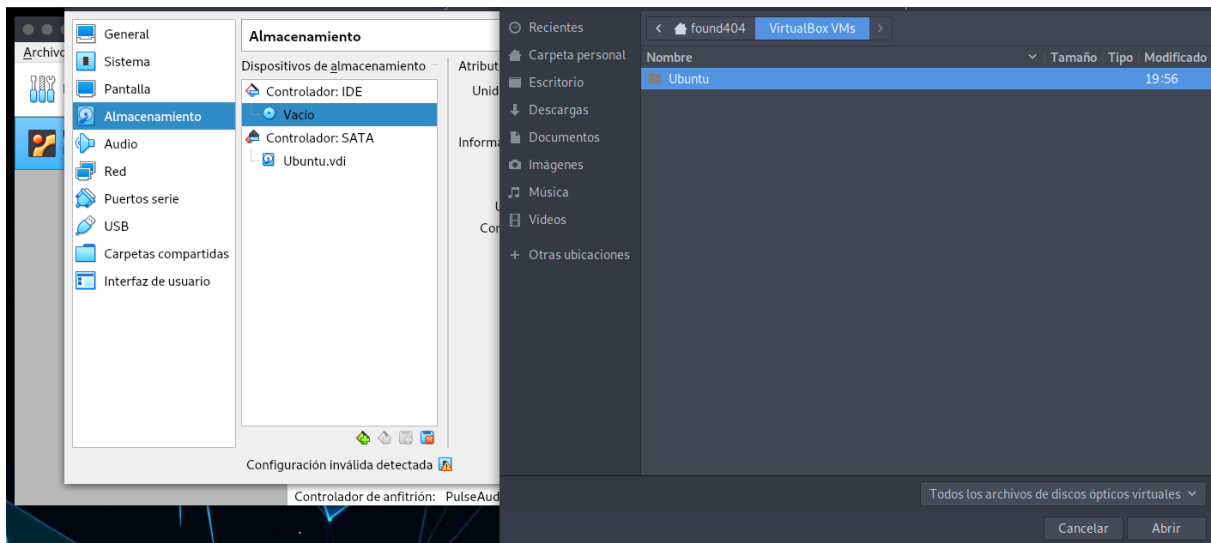 Archivo
General
Sistema
Pantalla
Almacenamiento
Audio
Red
Puertos serie
USB
Carpetas compartidas
Interfaz de usuario
Almacenamiento
Dispositivos de almacenamiento
Controlador: IDE
Vacío
Controlador: SATA
Ubuntu.vdi
Atribut
Unid
Inform
Cor
Configuración inválida detectada
Controlador de anfitrión: PulseAud
Recientes
Carpeta personal
Escritorio
Descargas
Documentos
Imágenes
Música
Vídeos
+ Otras ubicaciones
< found404 VirtualBox VMs >
Nombre Tamaño Tipo Modificado
Ubuntu 19:56
Todos los archivos de discos ópticos virtuales
Cancelar Abrir